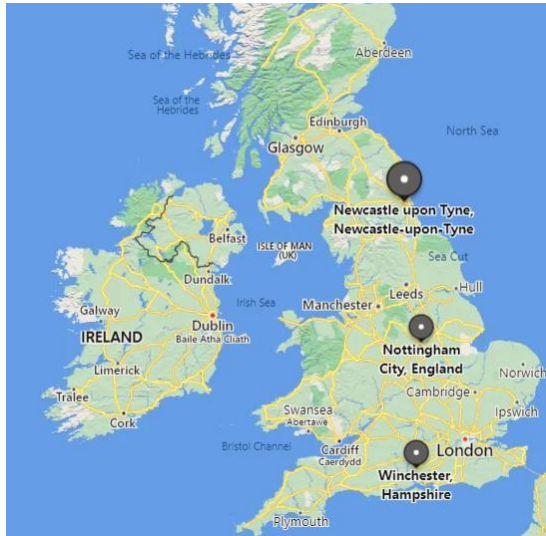 Aberdeen
Sea of the Hebrides
Sea of the
Hebrides
Edinburgh
North Sea
Glasgow
Newcastle upon Tyne,
Newcastle-upon-Tyne
Belfast
ISLE OF MAN
(UK)
Sea Cut
Dundalk
Leeds
Hull
Irish Sea
Manchester
Galway
Dublin
Baile Átha Cliath
IRELAND
Nottingham
City, England
Norwich
Limerick
Tralee
Cambridge
Ipswich
Swansea
Abertawe
Cork
Bristol Channel
Cardiff
Caerdydd
London
Winchester,
Hampshire
Plymouth